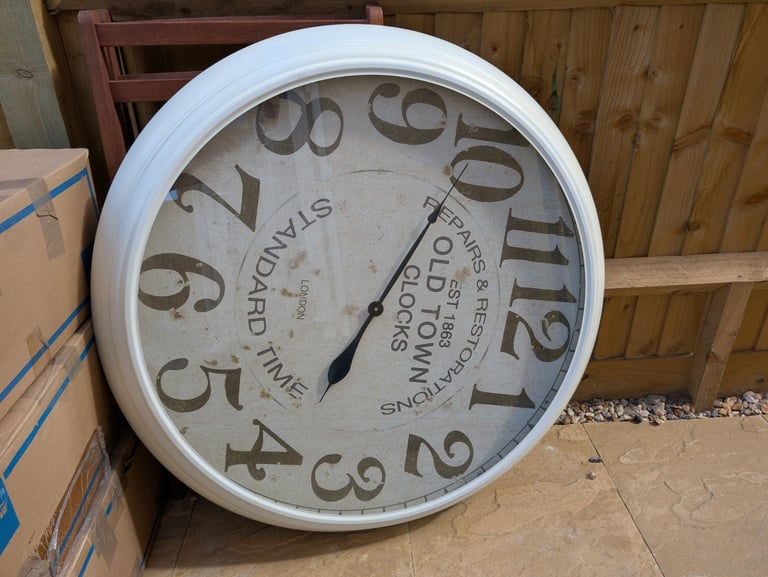 12
1
2
3
4
5
6
7
8
9
10
11
REPAIRS & RESTORATIONS
EST 1863
OLD TOWN
CLOCKS
LONDON
STANDARD TIME